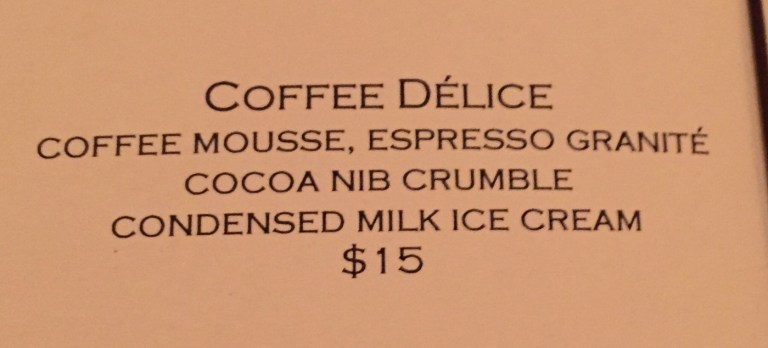 COFFEE DÉLICE
COFFEE MOUSSE, ESPRESSO GRANITÉ
COCOA NIB CRUMBLE
CONDENSED MILK ICE CREAM
$15